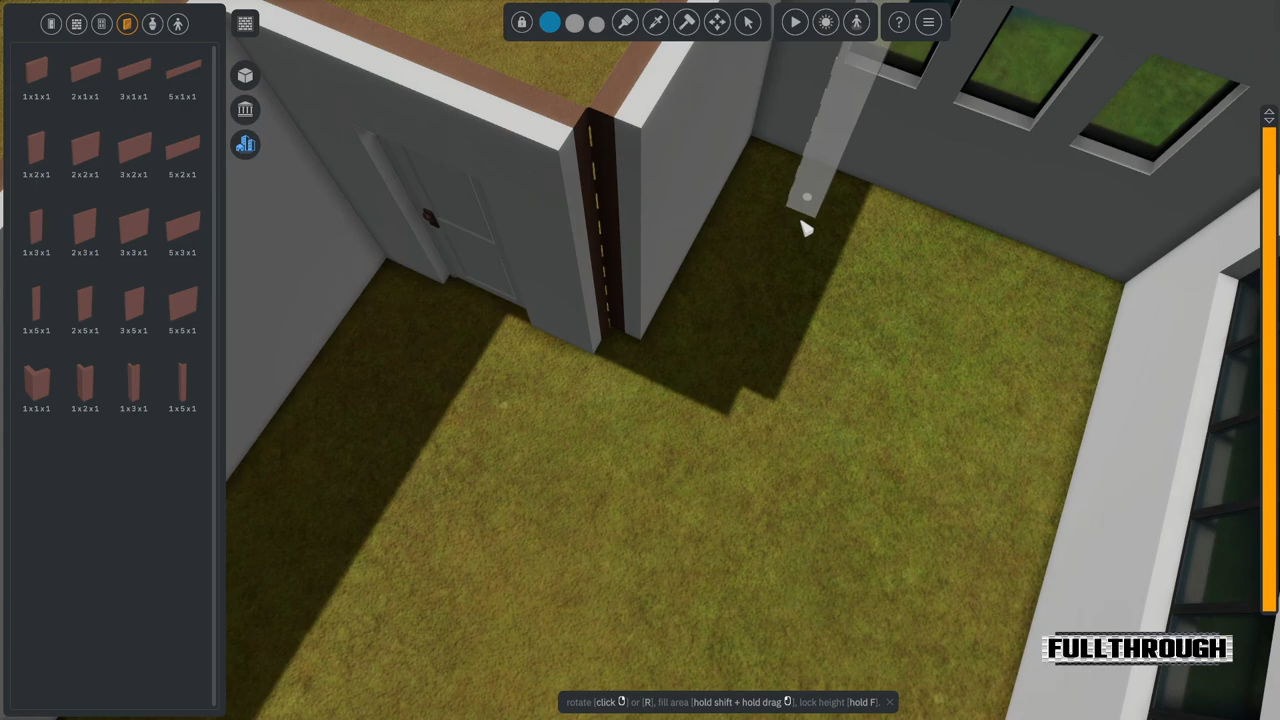 1x1x1 2x1x1 3x1x1 5x1x1
1x2x1 2x2x1 3x2x1 5x2x1
1x3x1 2x3x1 3x3x1 5x3x1
1x5x1 2x5x1 3x5x1 5x5x1
1x1x1 1x2x1 1x3x1 1x5x1
?
FULLTHROUGH
rotate [click] or [R], fill area [hold shift + hold drag], lock height [hold F].